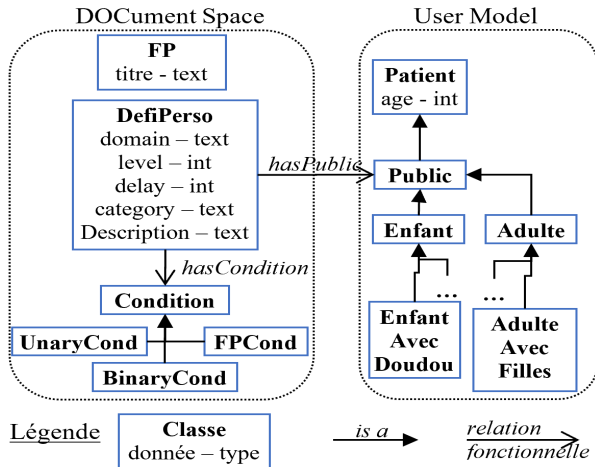 DOCument Space
User Model
FP
titre - text
DefiPerso
domain – text
level – int
delay – int
category – text
Description – text
hasPublic
Patient
age - int
Public
Enfant
Adulte
hasCondition
Condition
UnaryCond
FPCond
BinaryCond
...
...
Enfant
Avec
Doudou
Adulte
Avec
Filles
Légende
Classe
donnée – type
is a
relation
fonctionnelle